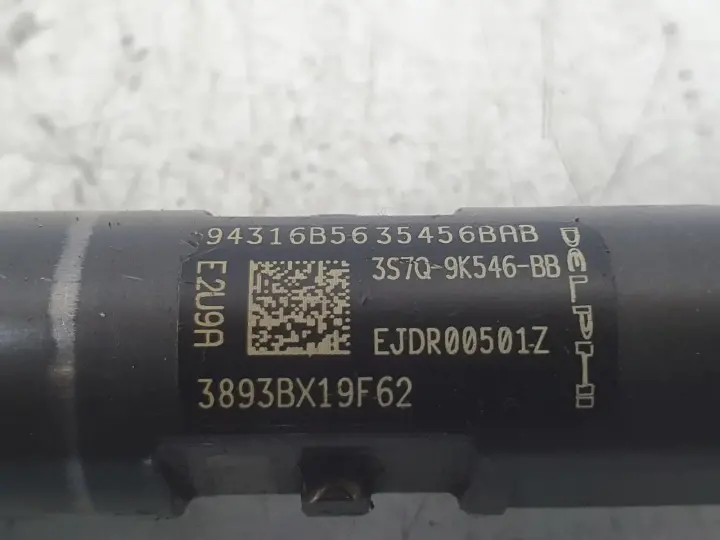 94316B5635456BAB
3S7Q-9K546-BB
EJDR00501Z
3893BX19F62
E2U9A
DELPHI